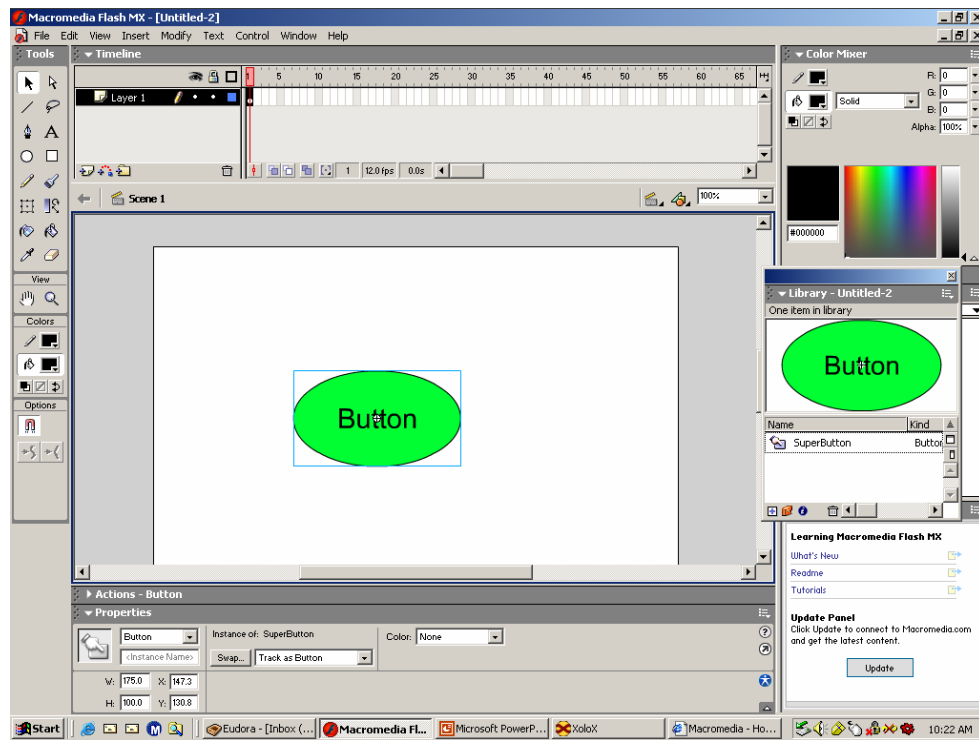 Macromedia Flash MX - [Untitled-2]
File Edit View Insert Modify Text Control Window Help
Tools
Timeline
Color Mixer
1 5 10 15 20 25 30 35 40 45 50 55 60 65
R: 0
Layer 1
Solid
G: 0
B: 0
Alpha: 100%
1 12.0 fps 0.0s
Scene 1
100%
#000000
View
Library - Untitled-2
One item in library
Colors
Button
Button
Options
Name Kind
SuperButton Button
Learning Macromedia Flash MX
What's New
Readme
Tutorials
Actions - Button
Properties
Update Panel
Click Update to connect to Macromedia.com
and get the latest content.
Update
Button
Instance of: SuperButton
Color: None
<Instance Name>
Swap...
Track as Button
W: 175.0 X: 147.3
H: 100.0 Y: 130.8
Start
Eudora - [Inbox (...
Macromedia Fl...
Microsoft PowerP...
XoloX
Macromedia - Ho...
10:22 AM